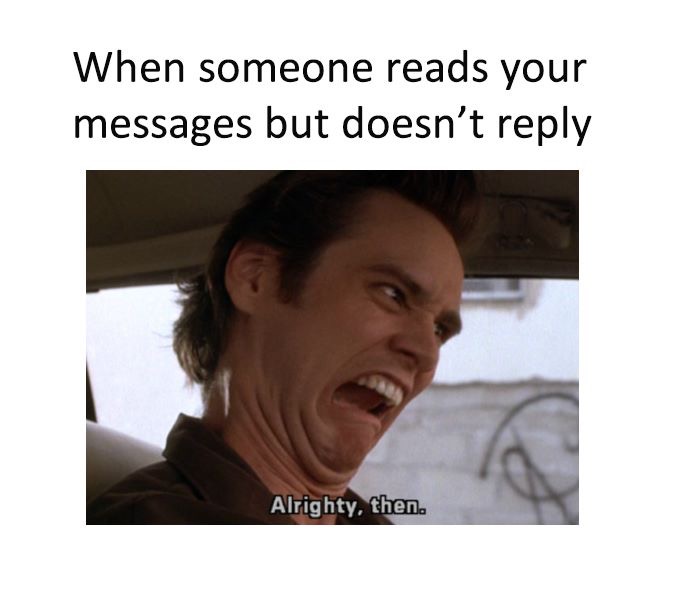 When someone reads your
messages but doesn’t reply
Alrighty, then.